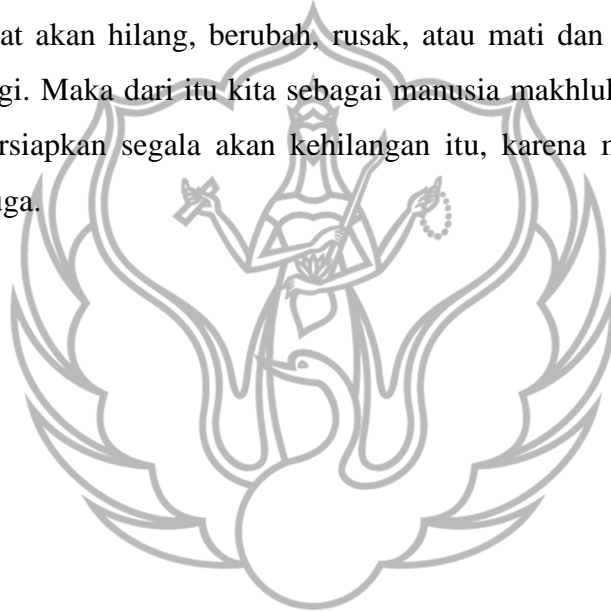 at akan hilang, berubah, rusak, atau mati dan
gi. Maka dari itu kita sebagai manusia makhluk
rsiapkan segala akan kehilangan itu, karena m
uga.